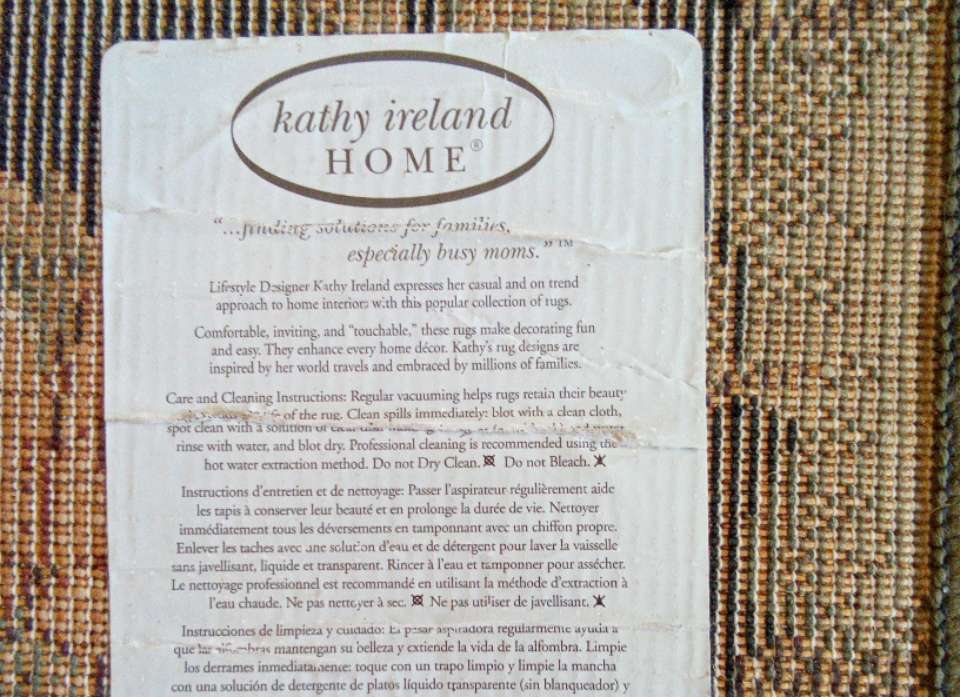 kathy ireland
HOME®
"...finding solutions for families,
especially busy moms." ™
Lifestyle Designer Kathy Ireland expresses her casual and on trend
approach to home interiors with this popular collection of rugs.
Comfortable, inviting, and "touchable," these rugs make decorating fun
and easy. They enhance every home décor. Kathy's rug designs are
inspired by her world travels and embraced by millions of families.
Care and Cleaning Instructions: Regular vacuuming helps rugs retain their beauty
of the rug. Clean spills immediately: blot with a clean cloth,
spot clean with a solution of
rinse with water, and blot dry. Professional cleaning is recommended using the
hot water extraction method. Do not Dry Clean. Do not Bleach.
Instructions d'entretien et de nettoyage: Passer l'aspirateur régulièrement aide
les tapis à conserver leur beauté et en prolonge la durée de vie. Nettoyer
immédiatement tous les déversements en tamponnant avec un chiffon propre.
Enlever les taches avec une solution d'eau et de détergent pour laver la vaisselle
sans javellisant, liquide et transparent. Rincer à l'eau et tamponner pour assécher.
Le nettoyage professionnel est recommandé en utilisant la méthode d'extraction à
l'eau chaude. Ne pas nettoyer à sec. Ne pas utiliser de javellisant.
Instrucciones de limpieza y cuidado: El pasar aspiradora regularmente ayuda a
que las alfombras mantengan su belleza y extiende la vida de la alfombra. Limpie
los derrames inmediatamente: toque con un trapo limpio y limpie la mancha
con una solución de detergente de platos líquido transparente (sin blanqueador) y